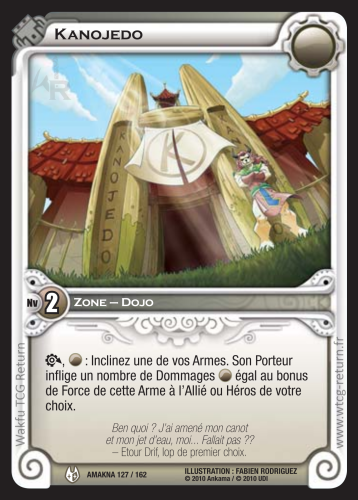 KANOJEDO
KANOJEDO
KA
K
Nv 2 ZONE – DOJO
, : Inclinez une de vos Armes. Son Porteur
inflige un nombre de Dommages égal au bonus
de Force de cette Arme à l'Allié ou Héros de votre
choix.
Ben quoi ? J'ai amené mon canot
et mon jet d'eau, moi... Fallait pas ??
– Etour Drif, lop de premier choix.
AMAKNA 127 / 162
ILLUSTRATION : FABIEN RODRIGUEZ
© 2010 Ankama / © 2010 UDI
Wakfu TCG Return
www.wtcg-return.fr